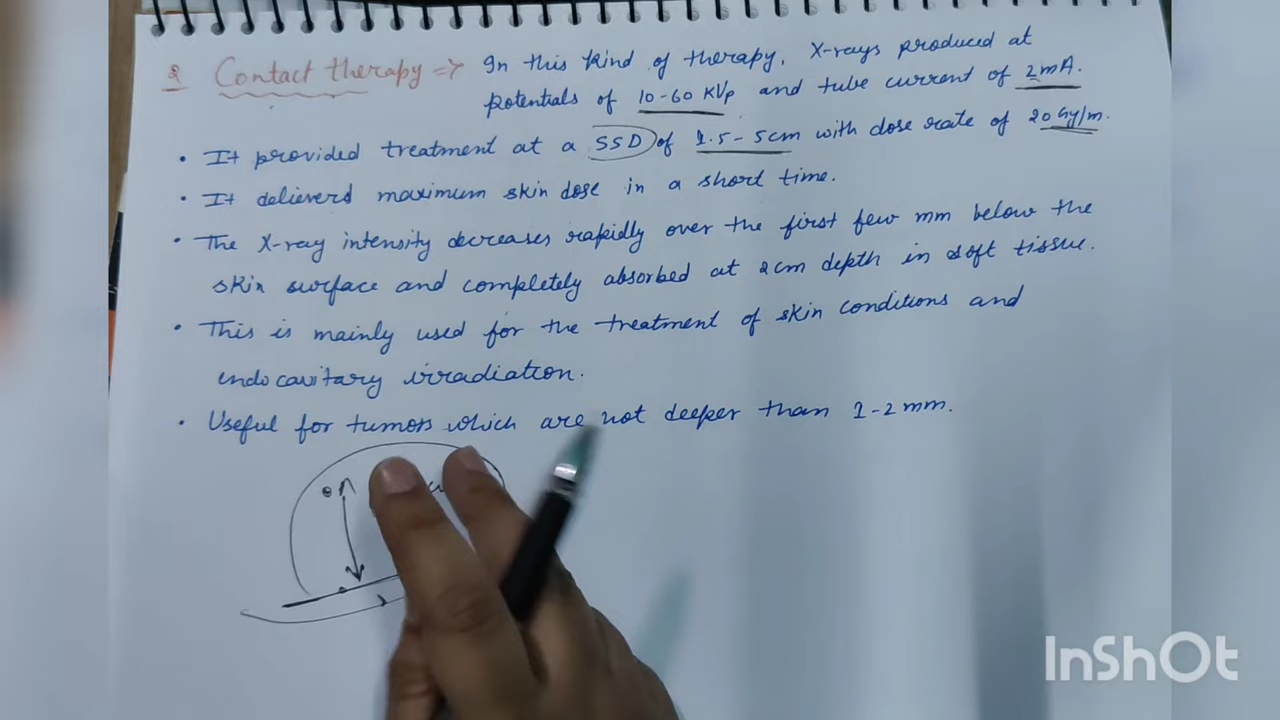 2 Contact therapy => In this kind of therapy, X-rays produced at
potentials of 10-60 KVp and tube current of 2mA.
• It provided treatment at a SSD of 1.5 - 5cm with dose rate of 20 Gy/m.
• It delieverd maximum skin dose in a short time.
• The X-ray intensity decreases rapidly over the first few mm below the
skin surface and completely absorbed at 2cm depth in soft tissue.
• This is mainly used for the treatment of skin conditions and
endocavitary irradiation.
• Useful for tumors which are not deeper than 1-2 mm.
InShOt